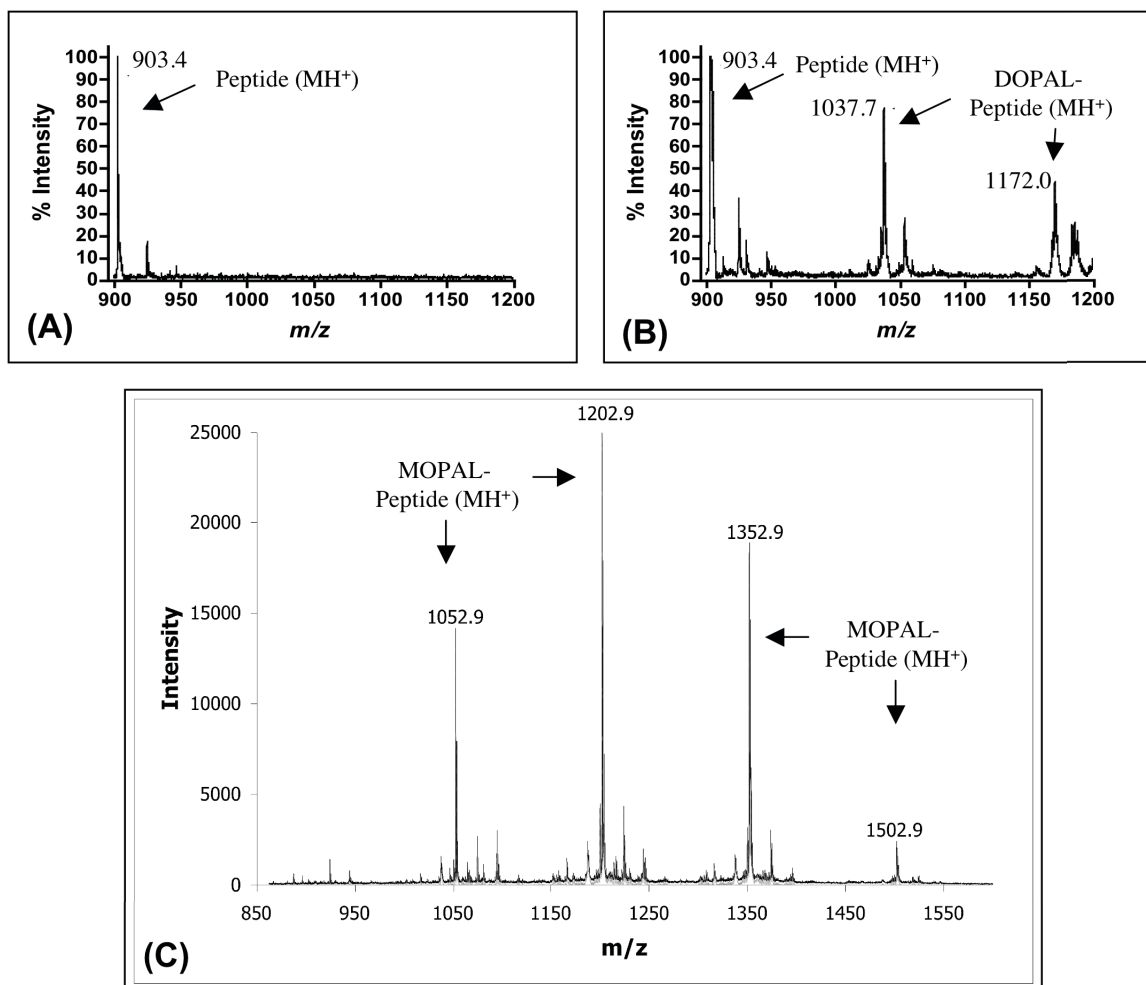 100
90
80
70
60
50
40
30
20
10
0
% Intensity
903.4
Peptide (MH+)
900 950 1000 1050 1100 1150 1200
m/z
(A)
100
90
80
70
60
50
40
30
20
10
0
% Intensity
903.4
Peptide (MH+)
1037.7
DOPAL-
Peptide (MH+)
1172.0
900 950 1000 1050 1100 1150 1200
m/z
(B)
25000
20000
15000
10000
5000
0
Intensity
1202.9
MOPAL-
Peptide (MH+)
1052.9
1352.9
MOPAL-
Peptide (MH+)
1502.9
850 950 1050 1150 1250 1350 1450 1550
m/z
(C)